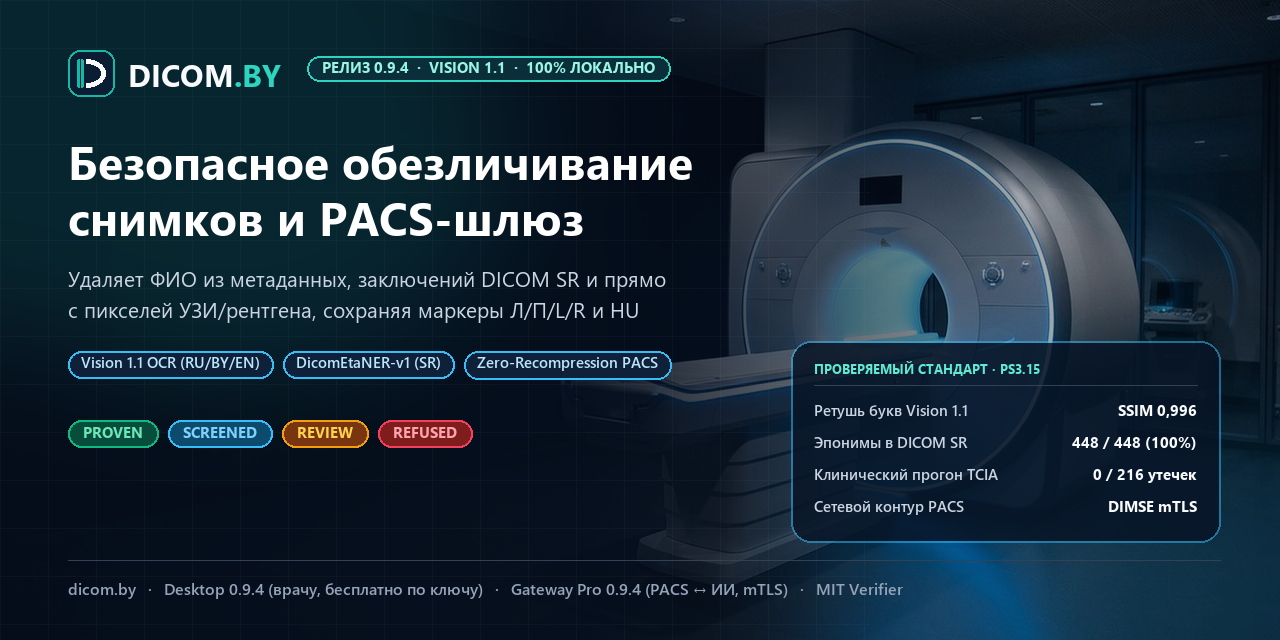 DICOM.BY
РЕЛИЗ 0.9.4 · VISION 1.1 · 100% ЛОКАЛЬНО
Безопасное обезличивание
снимков и PACS-шлюз
Удаляет ФИО из метаданных, заключений DICOM SR и прямо
с пикселей УЗИ/рентгена, сохраняя маркеры Л/П/L/R и HU
Vision 1.1 OCR (RU/BY/EN) DicomEtaNER-v1 (SR) Zero-Recompression PACS
PROVEN SCREENED REVIEW REFUSED
ПРОВЕРЯЕМЫЙ СТАНДАРТ · PS3.15
Ретушь букв Vision 1.1 SSIM 0,996
Эпонимы в DICOM SR 448 / 448 (100%)
Клинический прогон TCIA 0 / 216 утечек
Сетевой контур PACS DIMSE mTLS
dicom.by · Desktop 0.9.4 (врачу, бесплатно по ключу) · Gateway Pro 0.9.4 (PACS ↔ ИИ, mTLS) · MIT Verifier